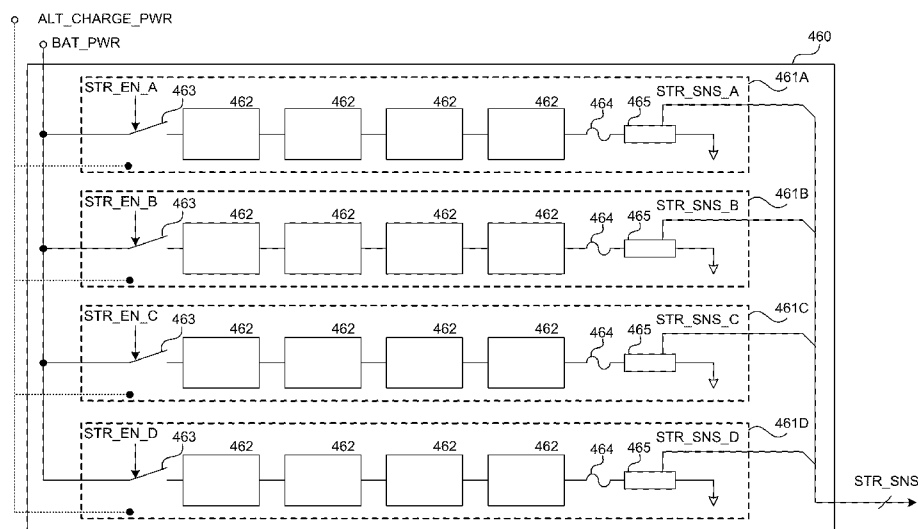 ALT_CHARGE_PWR
BAT_PWR
460
STR_EN_A
463
462
462
462
462
464
465
STR_SNS_A
461A
STR_EN_B
463
462
462
462
462
464
465
STR_SNS_B
461B
STR_EN_C
463
462
462
462
462
464
465
STR_SNS_C
461C
STR_EN_D
463
462
462
462
462
464
465
STR_SNS_D
461D
STR_SNS